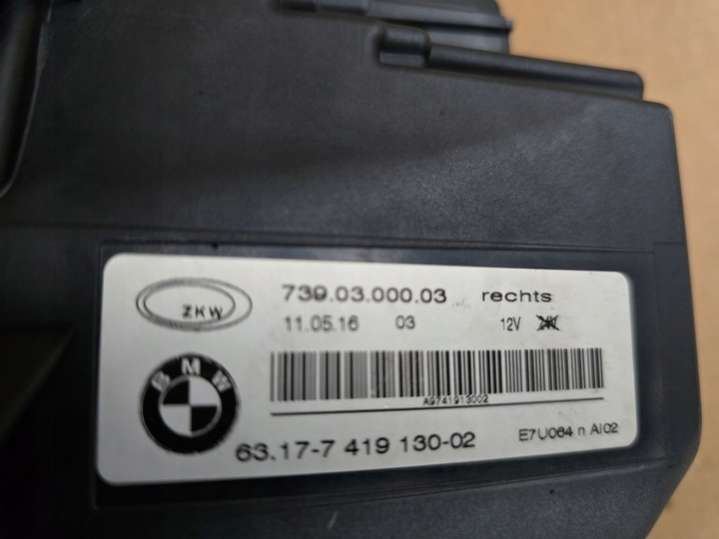 ZKW
739.03.000.03 rechts
11.05.16 03 12V 24V
BMW
A9741913002
63.17-7 419 130-02
E7U064 n AI02